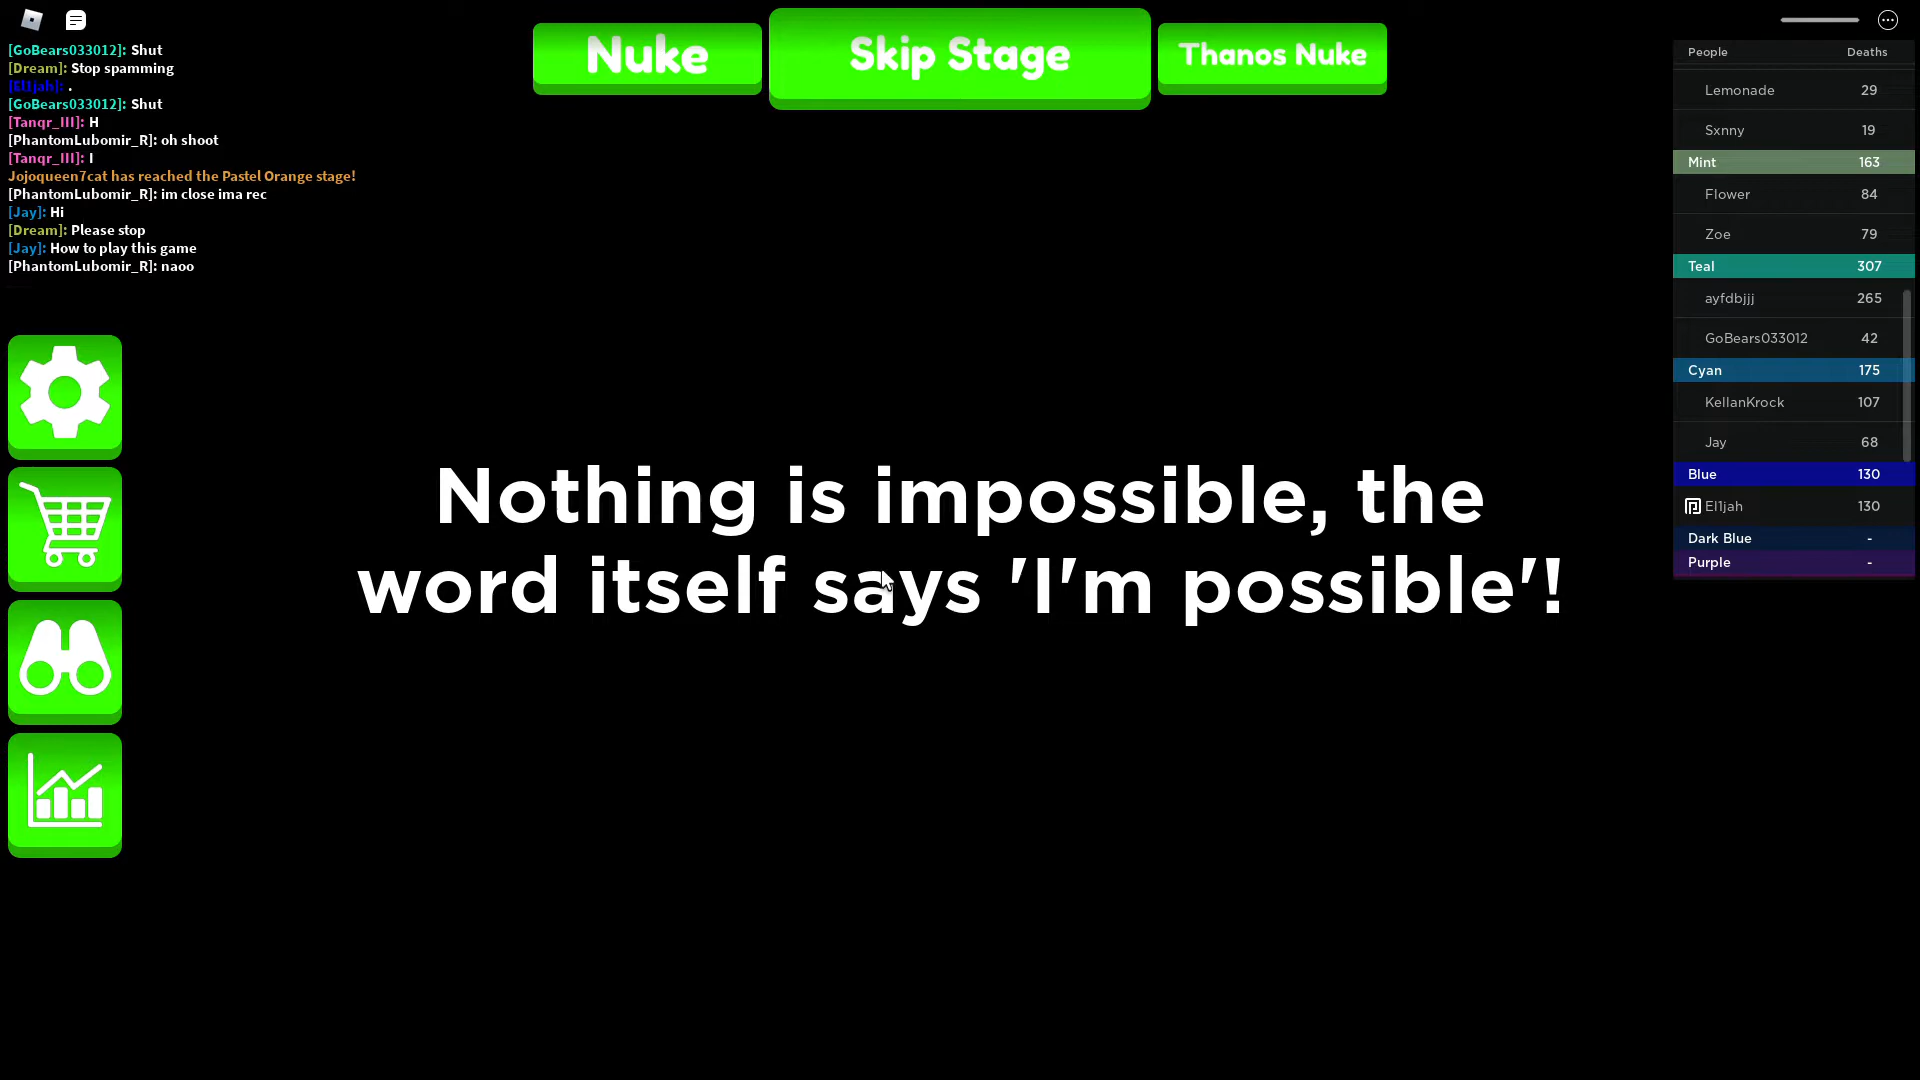 Nuke
Skip Stage
Thanos Nuke
[GoBears033012]: Shut
[Dream]: Stop spamming
[El1jah]: .
[GoBears033012]: Shut
[Tanqr_III]: H
[PhantomLubomir_R]: oh shoot
[Tanqr_III]: I
Jojoqueen7cat has reached the Pastel Orange stage!
[PhantomLubomir_R]: im close ima rec
[Jay]: Hi
[Dream]: Please stop
[Jay]: How to play this game
[PhantomLubomir_R]: naoo
Nothing is impossible, the
word itself says 'I'm possible'!
People Deaths
Lemonade 29
Sxnny 19
Mint 163
Flower 84
Zoe 79
Teal 307
ayfdbjjj 265
GoBears033012 42
Cyan 175
KellanKrock 107
Jay 68
Blue 130
El1jah 130
Dark Blue -
Purple -